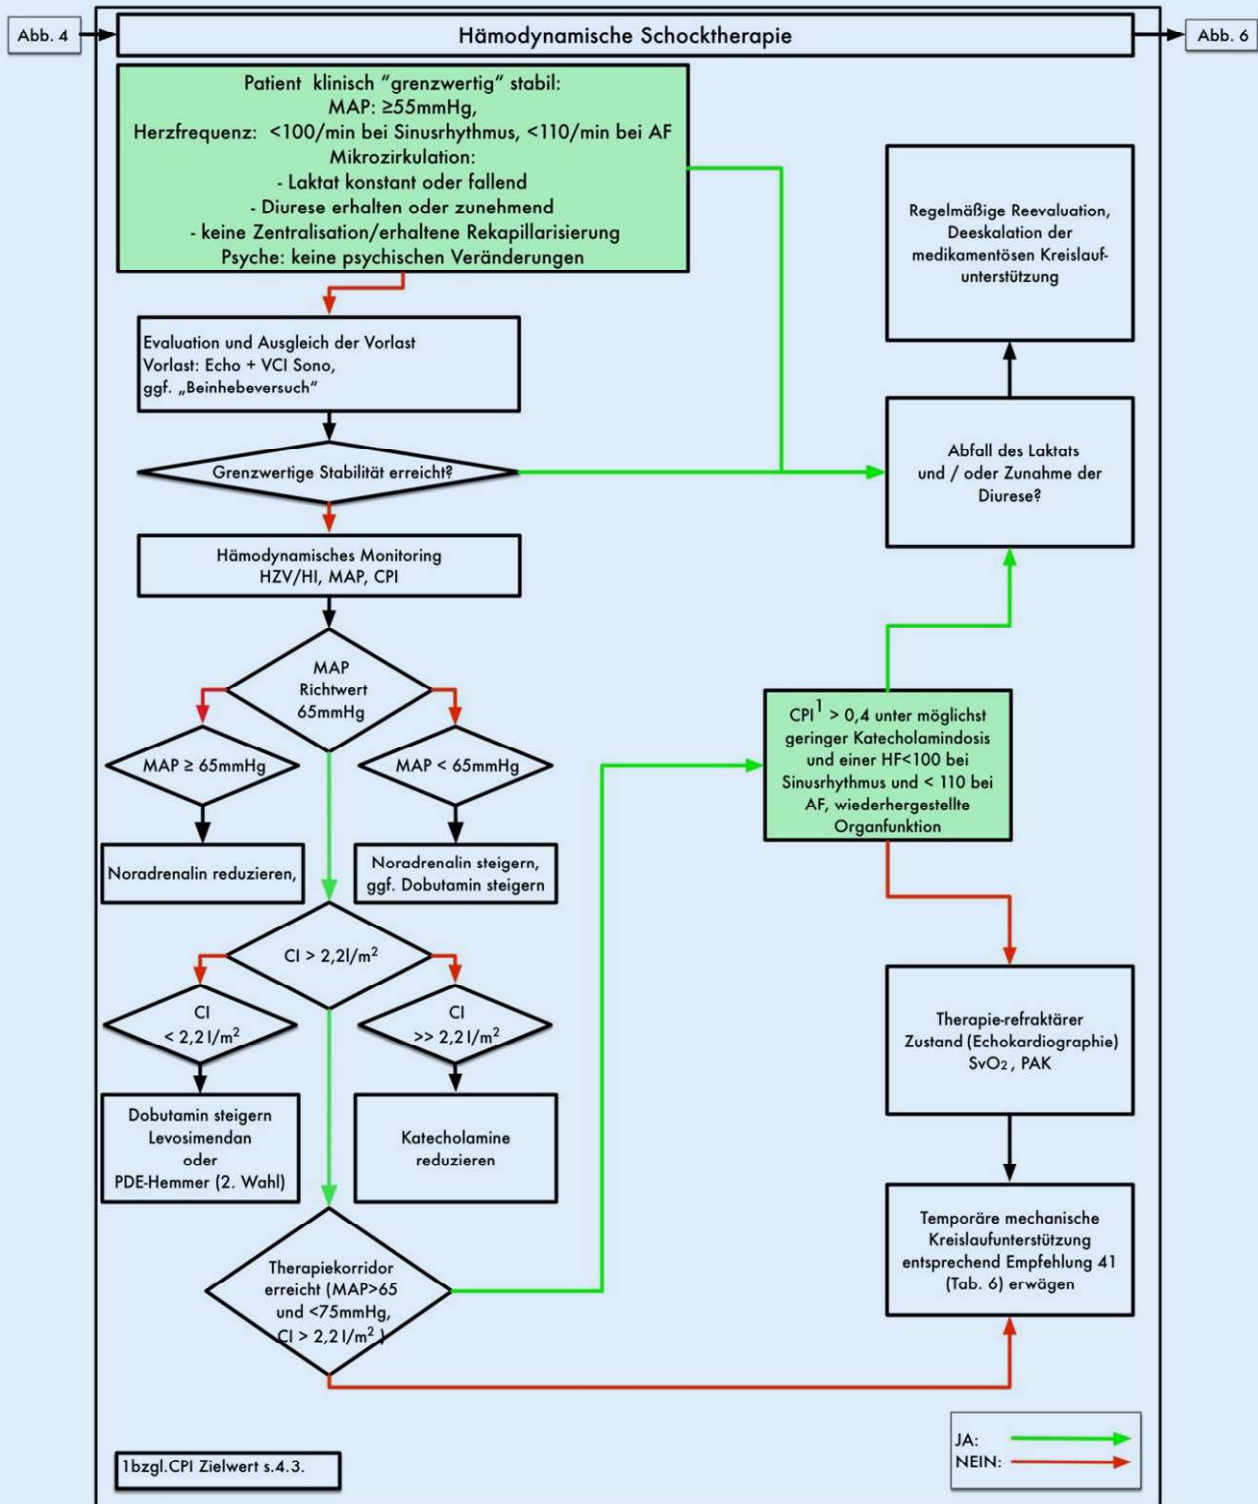 Abb. 4
Hämodynamische Schocktherapie
Abb. 6
Patient klinisch "grenzwertig" stabil:
MAP: ≥55mmHg,
Herzfrequenz: <100/min bei Sinusrhythmus, <110/min bei AF
Mikrozirkulation:
- Laktat konstant oder fallend
- Diurese erhalten oder zunehmend
- keine Zentralisation/erhaltene Rekapillarisierung
Psyche: keine psychischen Veränderungen
Regelmäßige Reevaluation,
Deeskalation der
medikamentösen Kreislauf-
unterstützung
Evaluation und Ausgleich der Vorlast
Vorlast: Echo + VCI Sono,
ggf. „Beinhebeversuch“
Grenzwertige Stabilität erreicht?
Abfall des Laktats
und / oder Zunahme der
Diurese?
Hämodynamisches Monitoring
HZV/HI, MAP, CPI
MAP
Richtwert
65mmHg
MAP ≥ 65mmHg
MAP < 65mmHg
CPI¹ > 0,4 unter möglichst
geringer Katecholamindosis
und einer HF<100 bei
Sinusrhythmus und < 110 bei
AF, wiederhergestellte
Organfunktion
Noradrenalin reduzieren,
Noradrenalin steigern,
ggf. Dobutamin steigern
CI > 2,2l/m²
CI
< 2,2 l/m²
CI
>> 2,2 l/m²
Therapie-refraktärer
Zustand (Echokardiographie)
SvO₂ , PAK
Dobutamin steigern
Levosimendan
oder
PDE-Hemmer (2. Wahl)
Katecholamine
reduzieren
Temporäre mechanische
Kreislaufunterstützung
entsprechend Empfehlung 41
(Tab. 6) erwägen
Therapiekorridor
erreicht (MAP>65
und <75mmHg,
CI > 2,2 l/m² )
1bzgl.CPI Zielwert s.4.3.
JA:
NEIN: